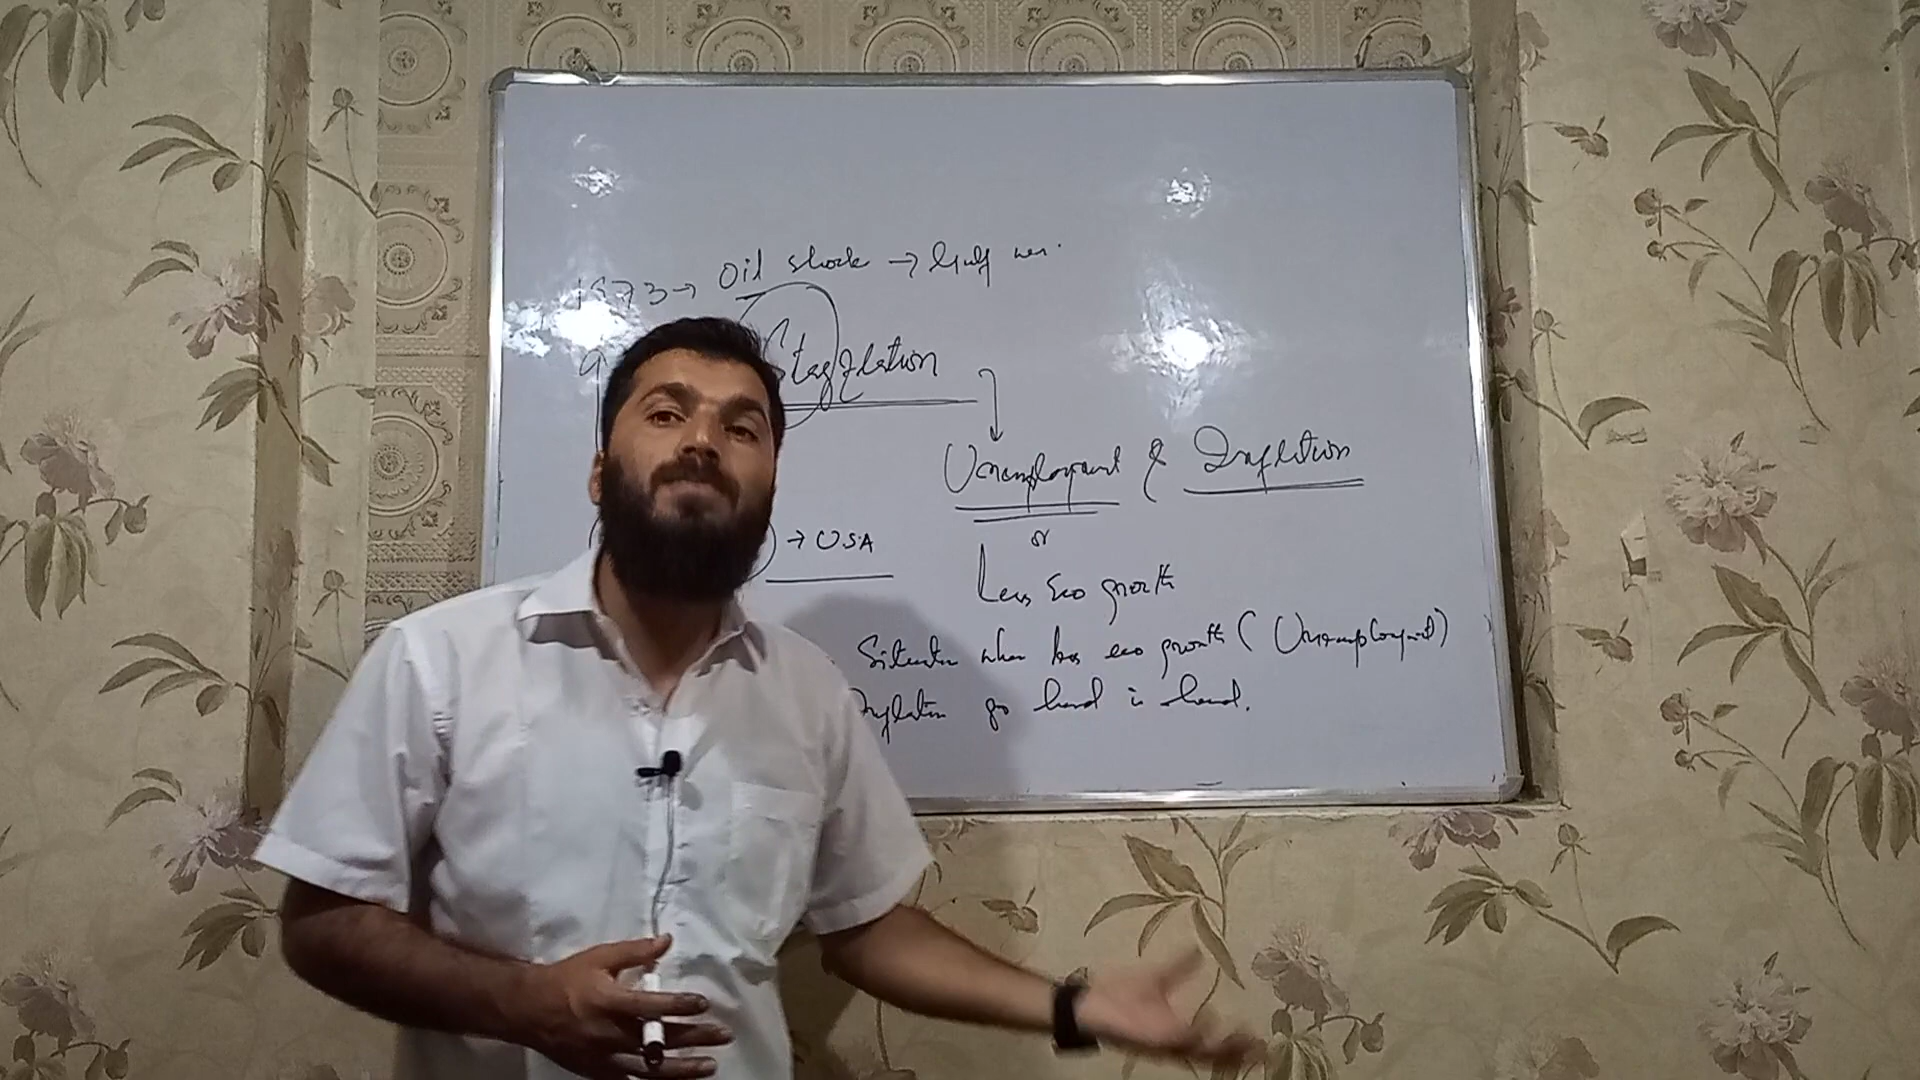 1973 → Oil shock → Gulf war.
Stagflation
Unemployment & Inflation
→ USA
or
Less Eco growth
Situation when less eco growth (Unemployment)
Inflation go hand in hand.